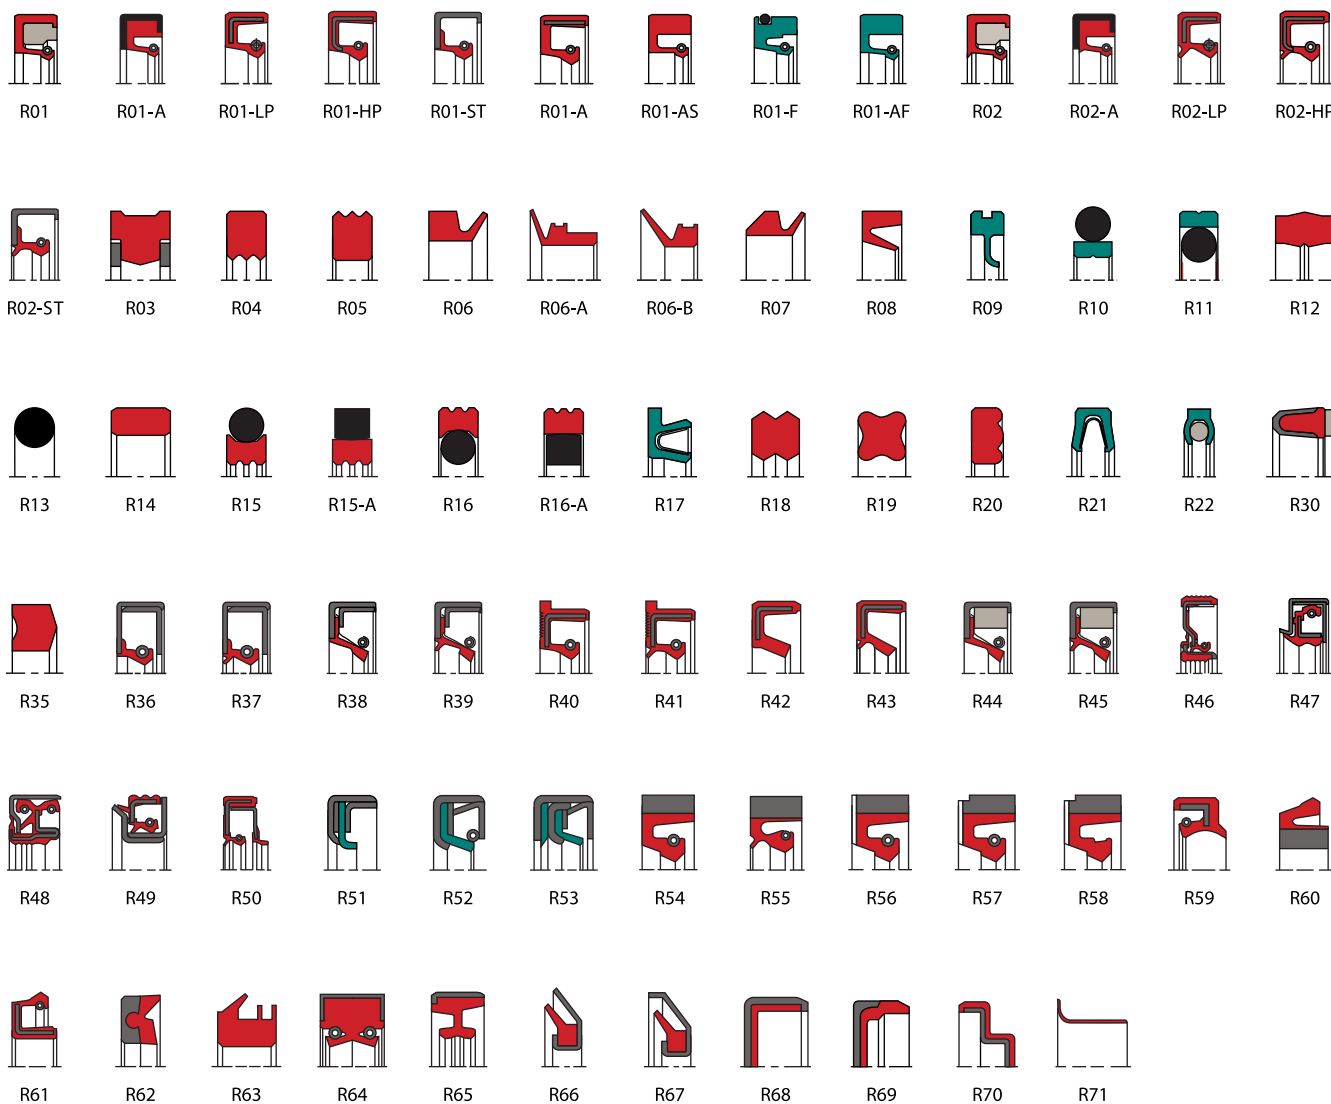 R01 R01-A R01-LP R01-HP R01-ST R01-A R01-AS R01-F R01-AF R02 R02-A R02-LP R02-HP
R02-ST R03 R04 R05 R06 R06-A R06-B R07 R08 R09 R10 R11 R12
R13 R14 R15 R15-A R16 R16-A R17 R18 R19 R20 R21 R22 R30
R35 R36 R37 R38 R39 R40 R41 R42 R43 R44 R45 R46 R47
R48 R49 R50 R51 R52 R53 R54 R55 R56 R57 R58 R59 R60
R61 R62 R63 R64 R65 R66 R67 R68 R69 R70 R71